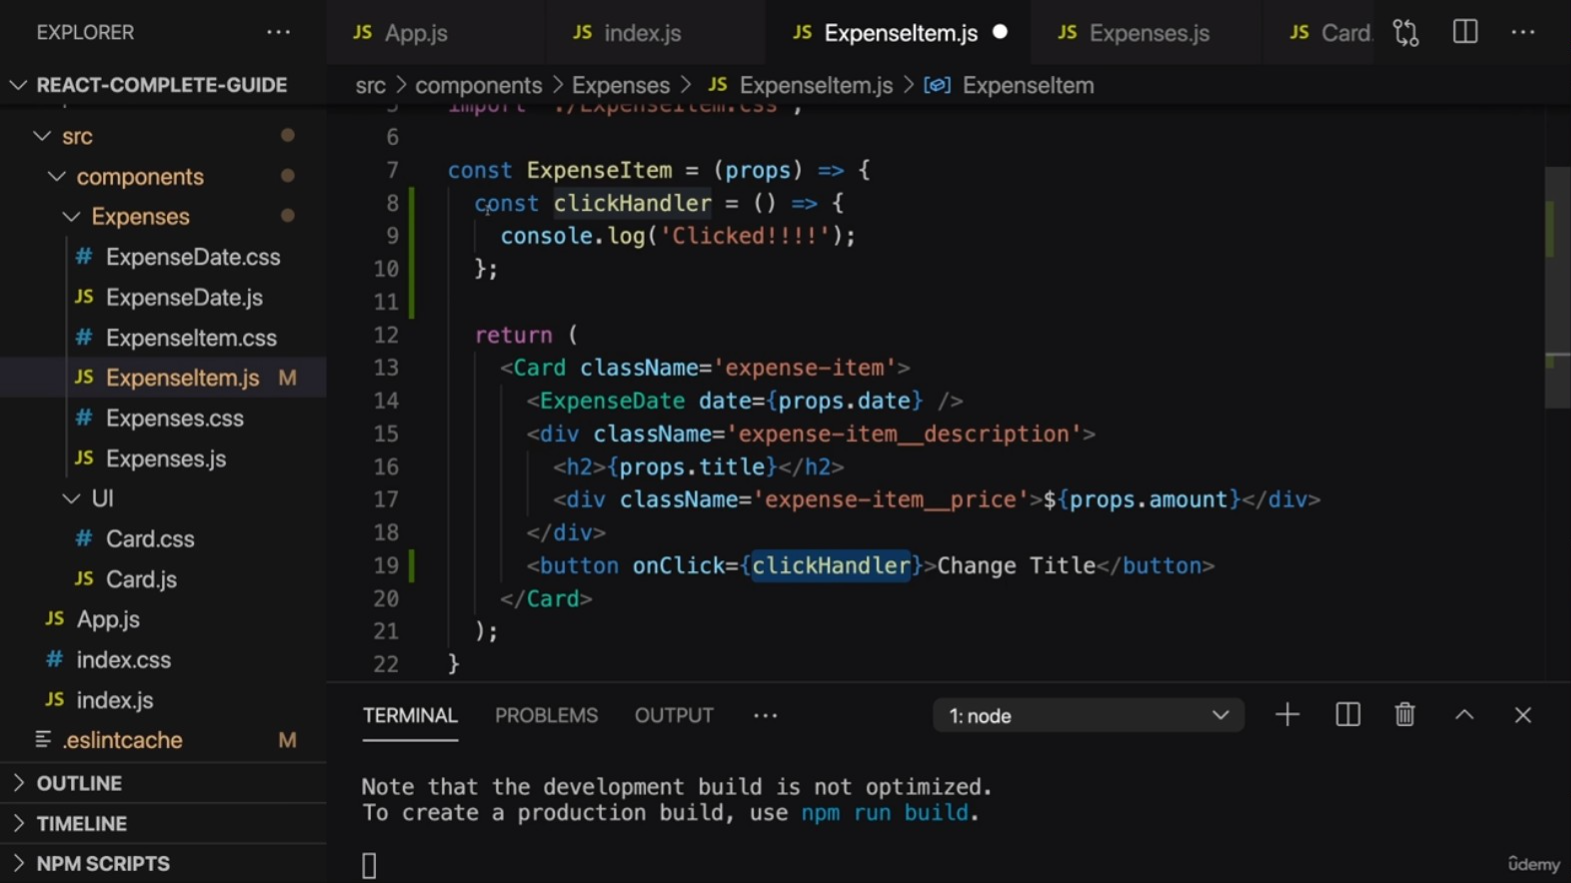 EXPLORER ...
REACT-COMPLETE-GUIDE
src
components
Expenses
# ExpenseDate.css
JS ExpenseDate.js
# ExpenseItem.css
JS ExpenseItem.js M
# Expenses.css
JS Expenses.js
UI
# Card.css
JS Card.js
JS App.js
# index.css
JS index.js
.eslintcache M
OUTLINE
TIMELINE
NPM SCRIPTS
JS App.js JS index.js JS ExpenseItem.js ● JS Expenses.js JS Card. ...
src > components > Expenses > JS ExpenseItem.js > ExpenseItem
5 import './ExpenseItem.css';
6
7 const ExpenseItem = (props) => {
8 const clickHandler = () => {
9 console.log('Clicked!!!!');
10 };
11
12 return (
13 <Card className='expense-item'>
14 <ExpenseDate date={props.date} />
15 <div className='expense-item__description'>
16 <h2>{props.title}</h2>
17 <div className='expense-item__price'>${props.amount}</div>
18 </div>
19 <button onClick={clickHandler}>Change Title</button>
20 </Card>
21 );
22 }
TERMINAL PROBLEMS OUTPUT ... 1: node
Note that the development build is not optimized.
To create a production build, use npm run build.
ûdemy